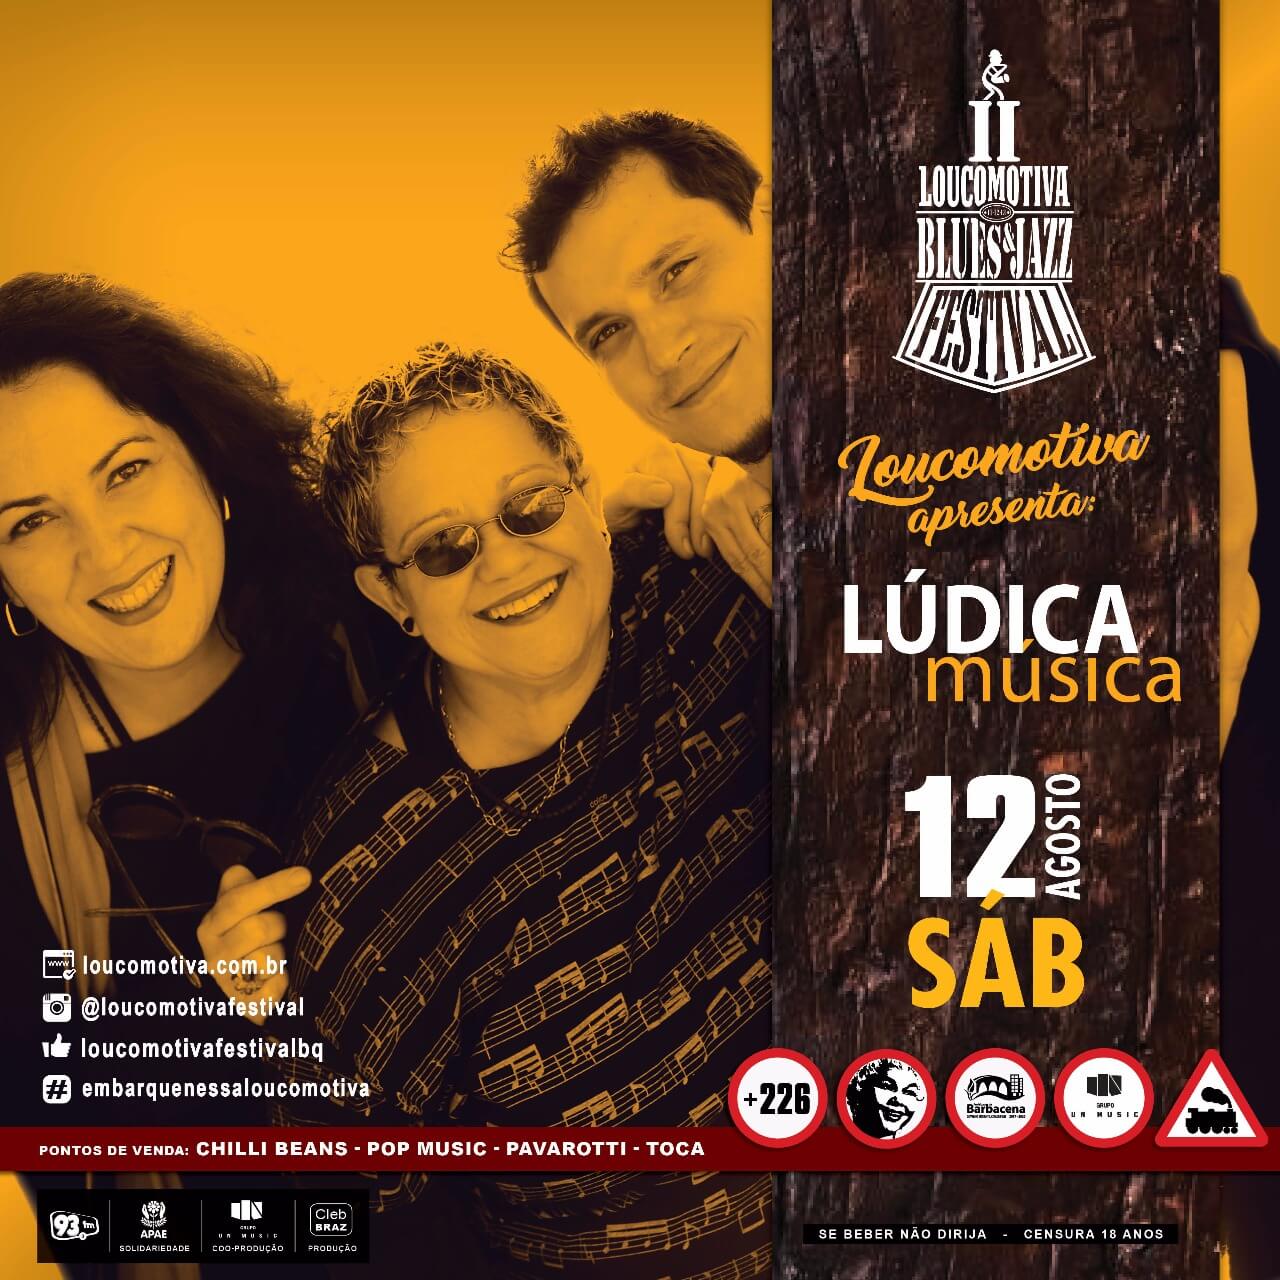 II
LOUCOMOTIVA
BLUES & JAZZ
FESTIVAL
Loucomotiva
apresenta:
LÚDICA
música
12
AGOSTO
SÁB
www
loucomotiva.com.br
@loucomotivafestival
loucomotivafestivalbq
# embarquenessaloucomotiva
+226
Barbacena
GRUPO
UN MUSIC
PONTOS DE VENDA: CHILLI BEANS - POP MUSIC - PAVAROTTI - TOCA
93 fm
APAE
SOLIDARIEDADE
GRUPO
UN MUSIC
COO-PRODUÇÃO
Cleb
BRAZ
PRODUÇÃO
SE BEBER NÃO DIRIJA - CENSURA 18 ANOS